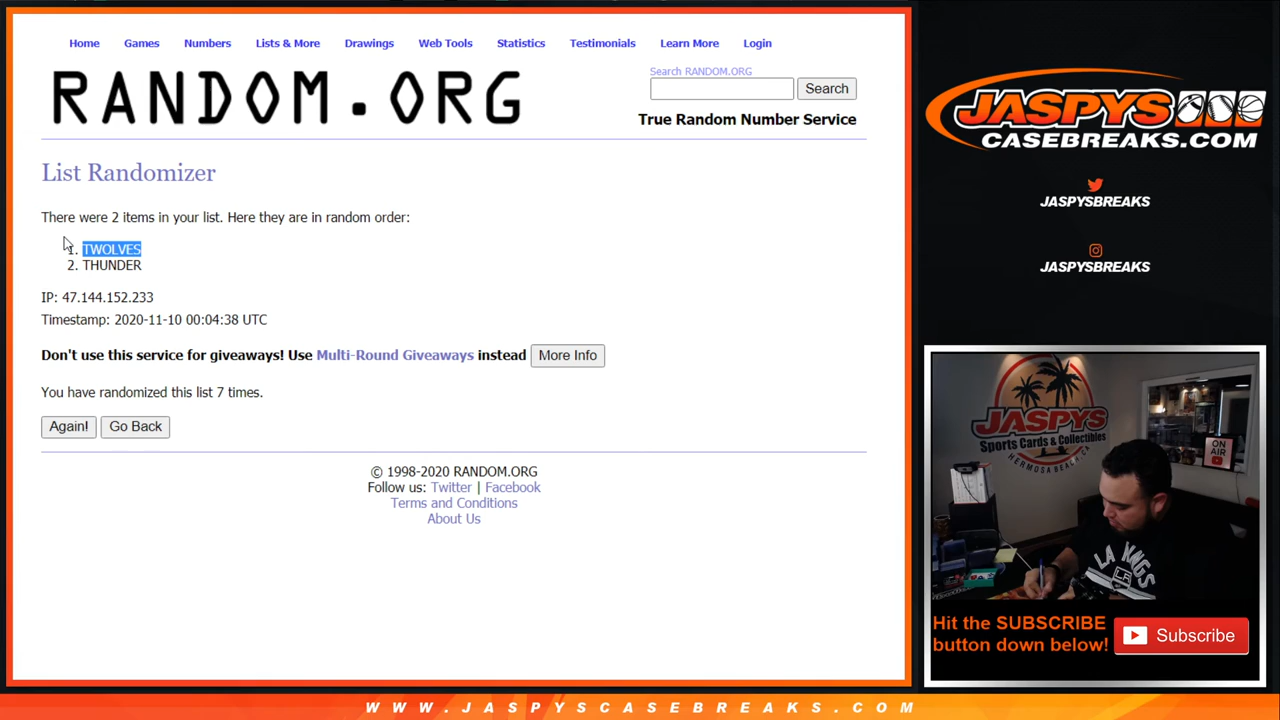 Home Games Numbers Lists & More Drawings Web Tools Statistics Testimonials Learn More Login
RANDOM.ORG
Search RANDOM.ORG
Search
True Random Number Service
List Randomizer
There were 2 items in your list. Here they are in random order:
1. TWOLVES
2. THUNDER
IP: 47.144.152.233
Timestamp: 2020-11-10 00:04:38 UTC
Don't use this service for giveaways! Use Multi-Round Giveaways instead More Info
You have randomized this list 7 times.
Again! Go Back
© 1998-2020 RANDOM.ORG
Follow us: Twitter | Facebook
Terms and Conditions
About Us
JASPYS
CASEBREAKS.COM
JASPYSBREAKS
JASPYSBREAKS
JASPYS
Sports Cards & Collectibles
HERMOSA BEACH, CA
ON
AIR
LA KINGS
LA
Hit the SUBSCRIBE
button down below!
Subscribe
WWW.JASPYSCASEBREAKS.COM